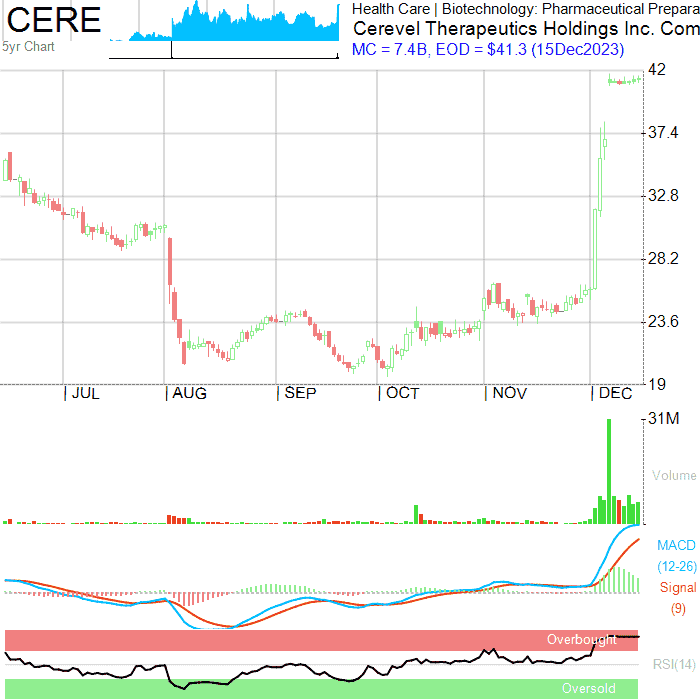 CERE
5yr Chart
Health Care | Biotechnology: Pharmaceutical Prepara
Cerevel Therapeutics Holdings Inc. Com
MC = 7.4B, EOD = $41.3 (15Dec2023)
42
37.4
32.8
28.2
23.6
19
| JUL | AUG | SEP | OCT | NOV | DEC
31M
Volume
MACD
(12-26)
Signal
(9)
Overbought
RSI(14)
Oversold